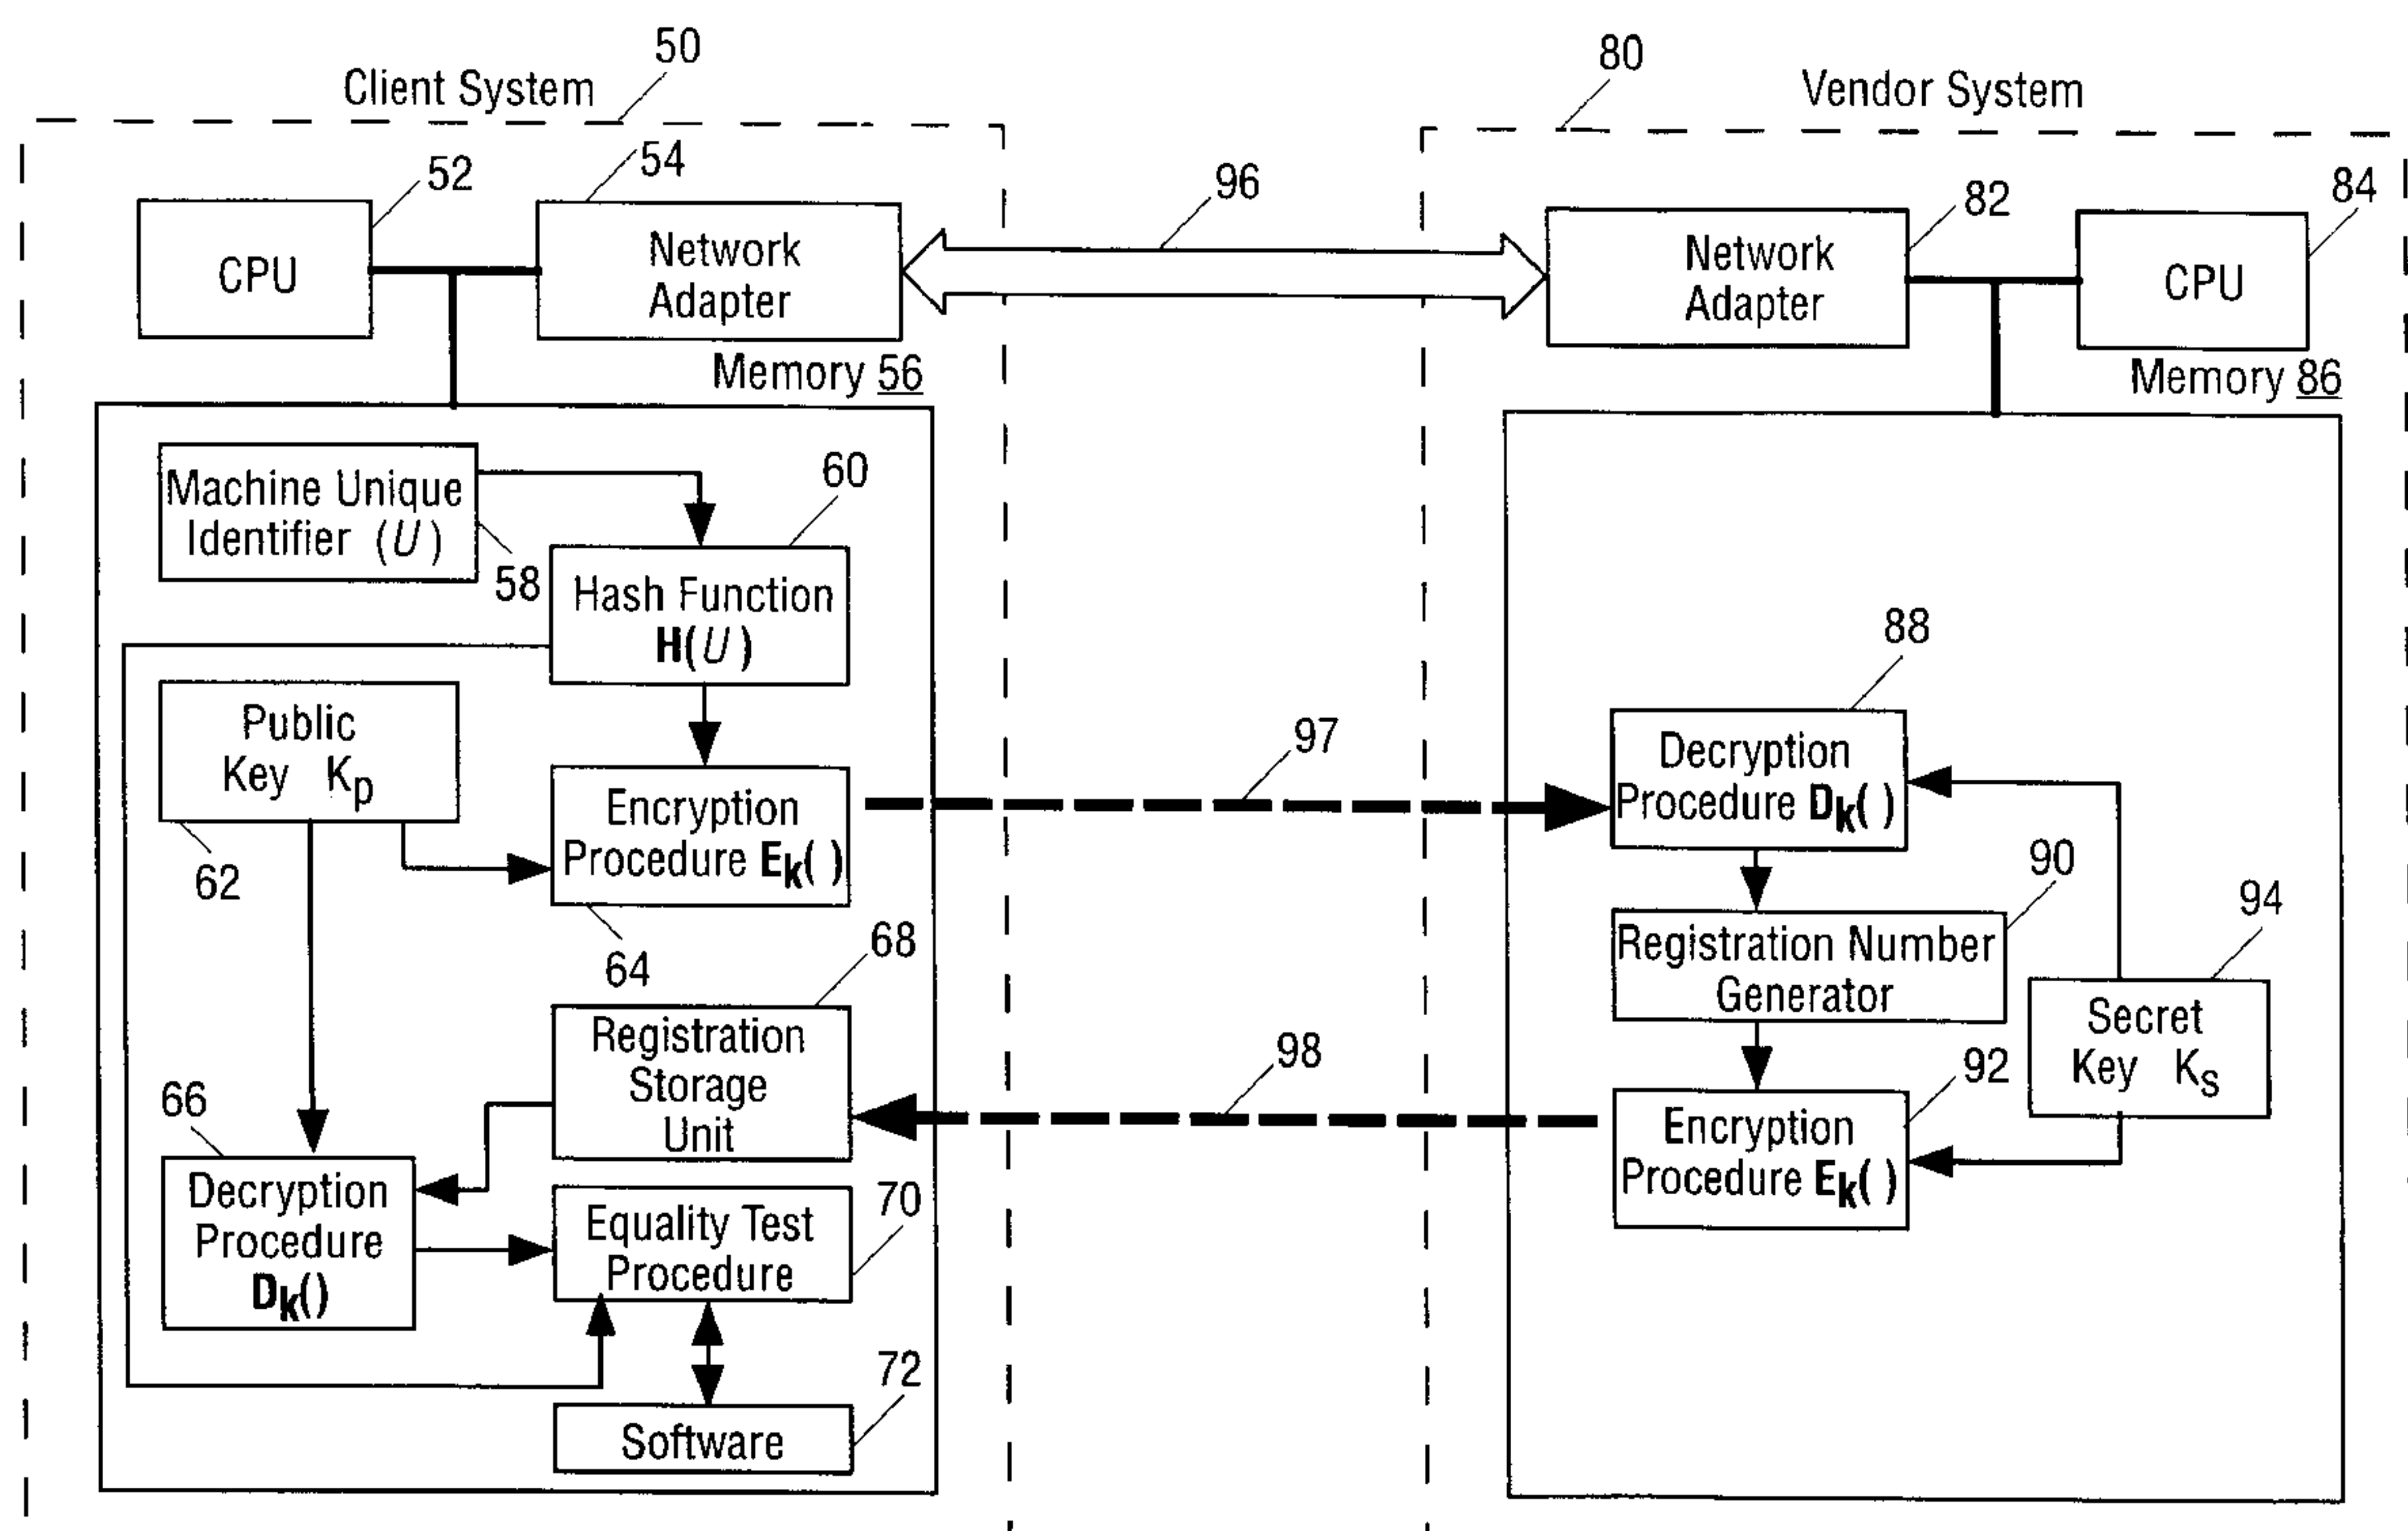 50
Client System
80
Vendor System
52
54
96
82
84
CPU
Network
Adapter
Network
Adapter
CPU
Memory 56
Memory 86
Machine Unique
Identifier (U)
58
60
Hash Function
H(U)
Public
Key Kp
62
Encryption
Procedure Ek( )
64
97
88
Decryption
Procedure Dk( )
90
Registration Number
Generator
94
Secret
Key Ks
68
Registration
Storage
Unit
98
92
Encryption
Procedure Ek( )
66
Decryption
Procedure
Dk()
70
Equality Test
Procedure
72
Software